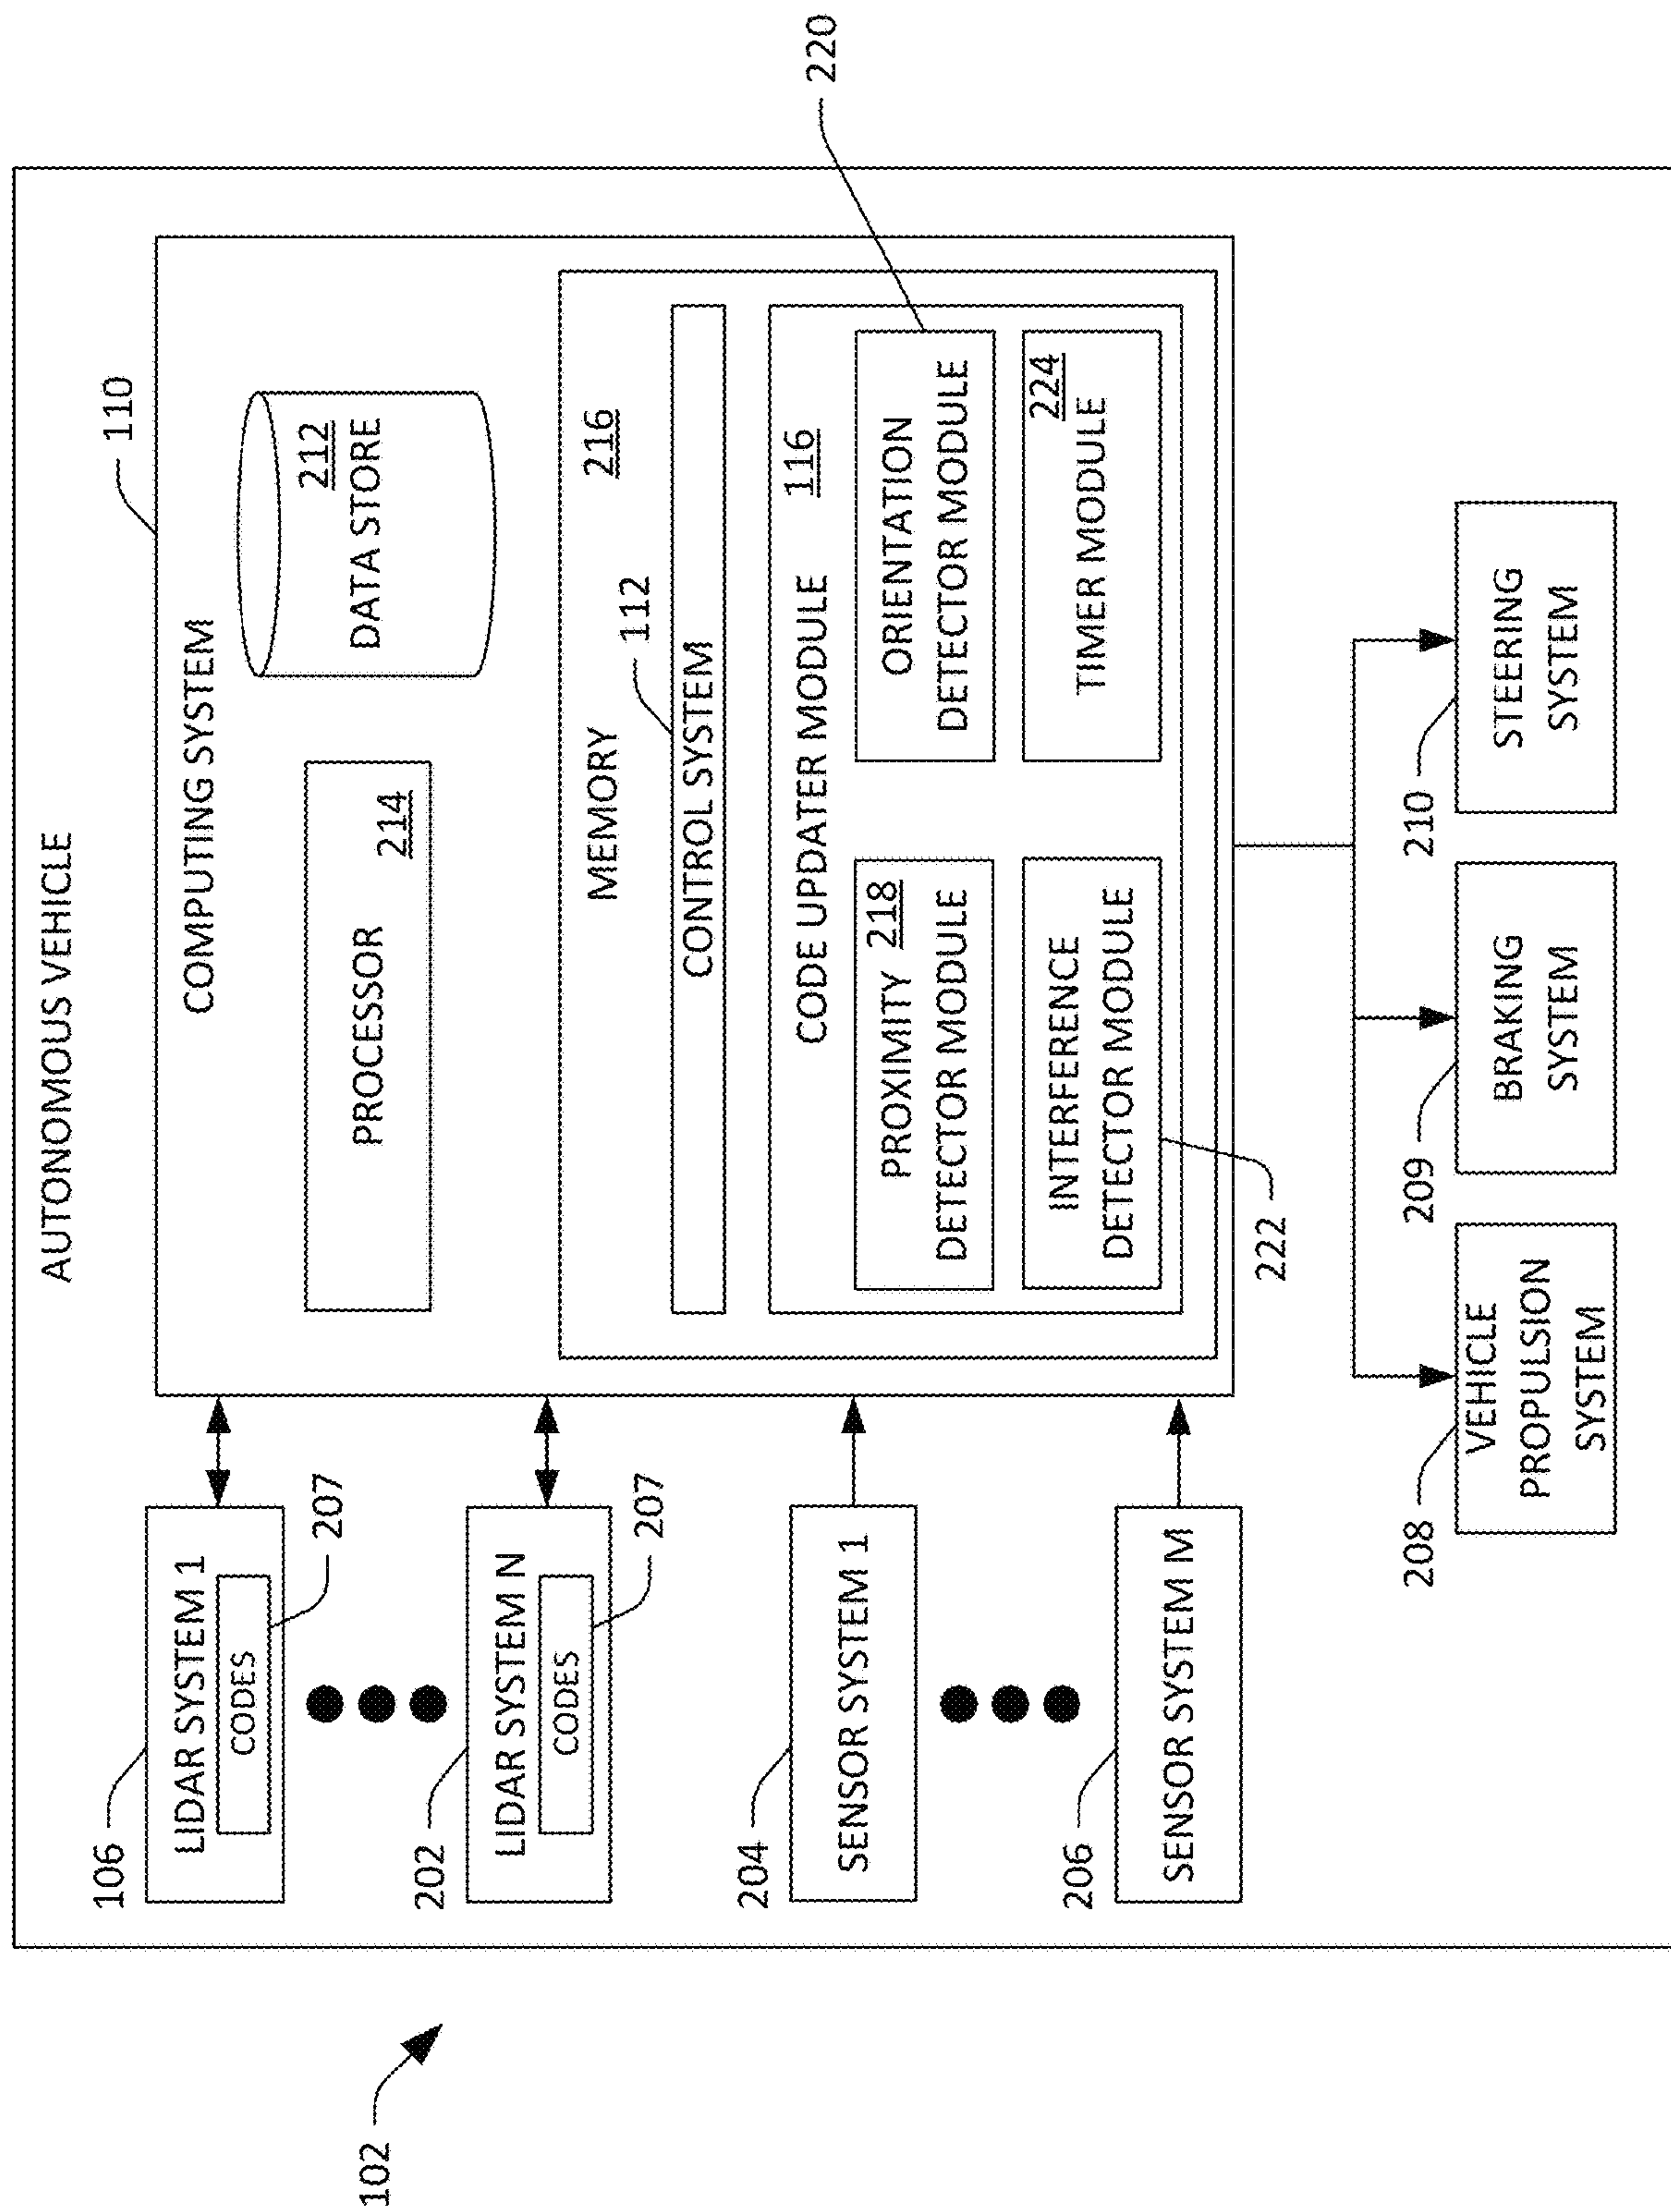 102
AUTONOMOUS VEHICLE
106
LIDAR SYSTEM 1
CODES
207
202
LIDAR SYSTEM N
CODES
207
204
SENSOR SYSTEM 1
206
SENSOR SYSTEM M
110
COMPUTING SYSTEM
PROCESSOR
214
212
DATA STORE
MEMORY
216
112
CONTROL SYSTEM
CODE UPDATER MODULE 116
PROXIMITY 218
DETECTOR MODULE
ORIENTATION
DETECTOR MODULE
220
INTERFERENCE
DETECTOR MODULE
222
224
TIMER MODULE
208
VEHICLE
PROPULSION
SYSTEM
209
BRAKING
SYSTEM
210
STEERING
SYSTEM